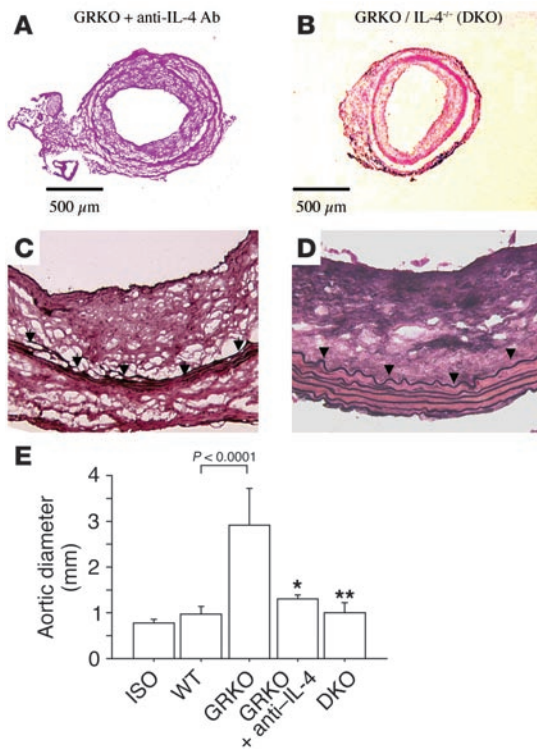 A
GRKO + anti-IL-4 Ab
B
GRKO / IL-4-/- (DKO)
500 µm
500 µm
C
D
E
P < 0.0001
Aortic diameter
(mm)
4
3
2
1
0
*
**
ISO
WT
GRKO
GRKO
+ anti–IL-4
DKO